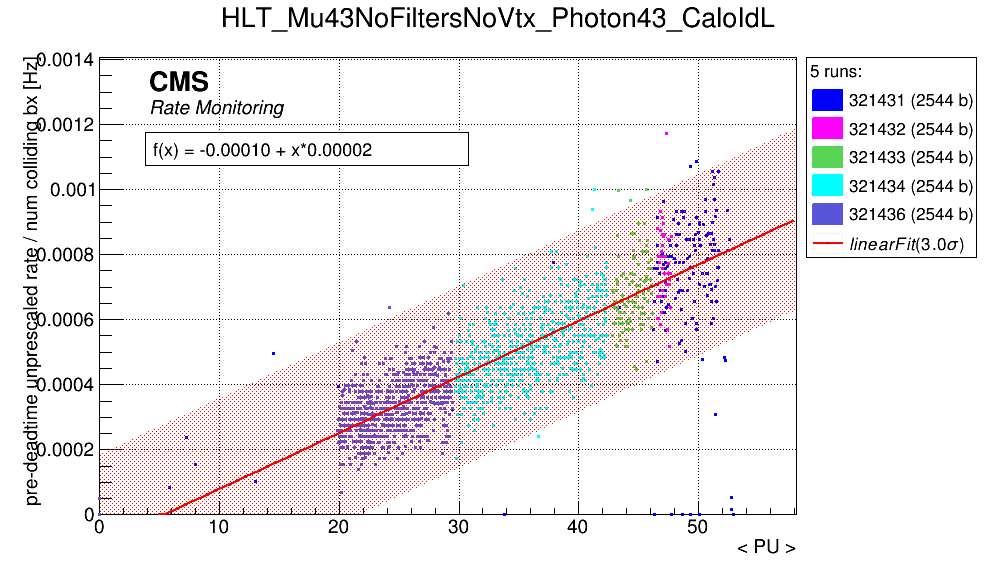 HLT_Mu43NoFiltersNoVtx_Photon43_CaloIdL
pre-deadtime unprescaled rate / num colliding bx [Hz]
0.0014
0.0012
0.001
0.0008
0.0006
0.0004
0.0002
0
CMS
Rate Monitoring
f(x) = -0.00010 + x*0.00002
0 10 20 30 40 50
< PU >
5 runs:
321431 (2544 b)
321432 (2544 b)
321433 (2544 b)
321434 (2544 b)
321436 (2544 b)
linearFit(3.0σ)